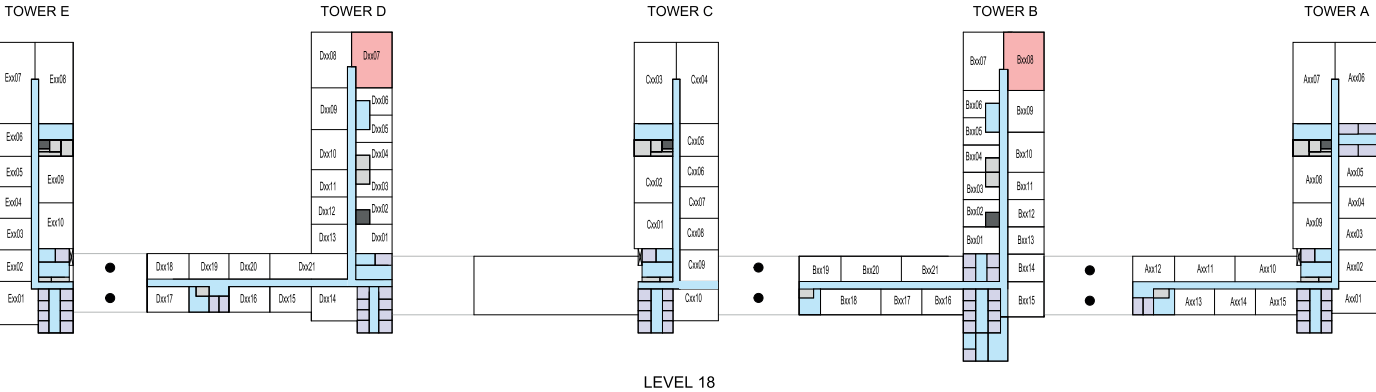 TOWER E
TOWER D
TOWER C
TOWER B
TOWER A
Exx07
Exx08
Exx06
Exx05
Exx09
Exx04
Exx10
Exx03
Exx02
Exx01
Dxx08
Dxx07
Dxx09
Dxx06
Dxx05
Dxx10
Dxx04
Dxx11
Dxx03
Dxx12
Dxx02
Dxx13
Dxx01
Dxx18
Dxx19
Dxx20
Dxx21
Dxx17
Dxx16
Dxx15
Dxx14
Cxx03
Cxx04
Cxx05
Cxx02
Cxx06
Cxx07
Cxx01
Cxx08
Cxx09
Cxx10
Bxx07
Bxx08
Bxx06
Bxx09
Bxx05
Bxx04
Bxx10
Bxx03
Bxx11
Bxx02
Bxx12
Bxx01
Bxx13
Bxx19
Bxx20
Bxx21
Bxx14
Bxx18
Bxx17
Bxx16
Bxx15
Axx07
Axx06
Axx08
Axx05
Axx04
Axx09
Axx03
Axx12
Axx11
Axx10
Axx02
Axx13
Axx14
Axx15
Axx01
LEVEL 18